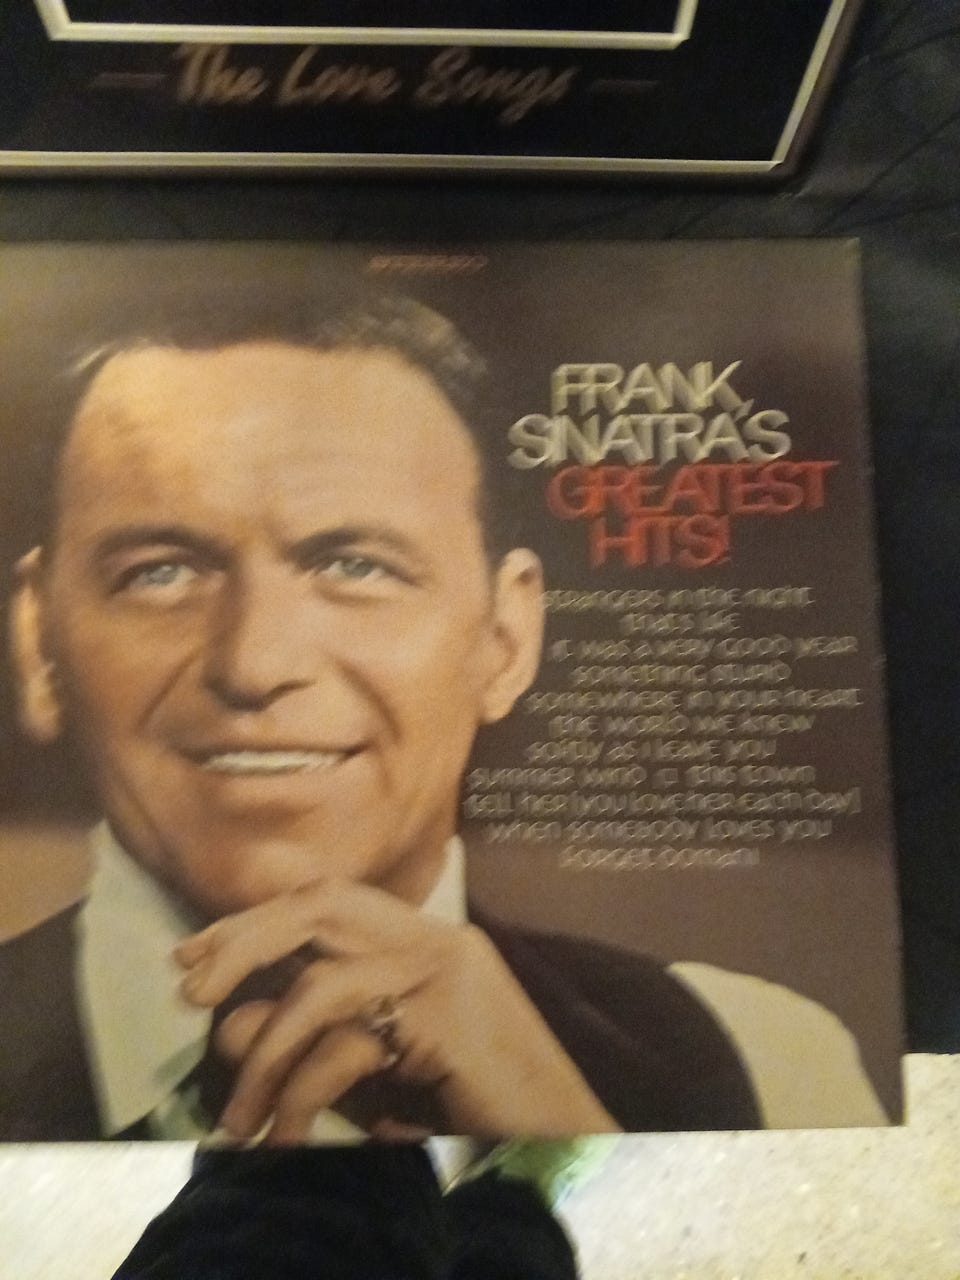 The Love Songs
FRANK
SINATRA'S
GREATEST
HITS!
strangers in the night
that's life
it was a very good year
something stupid
somewhere in your heart
the world we knew
softly as i leave you
summer wind □ this town
tell her (you love her each day)
when somebody loves you
forget domani